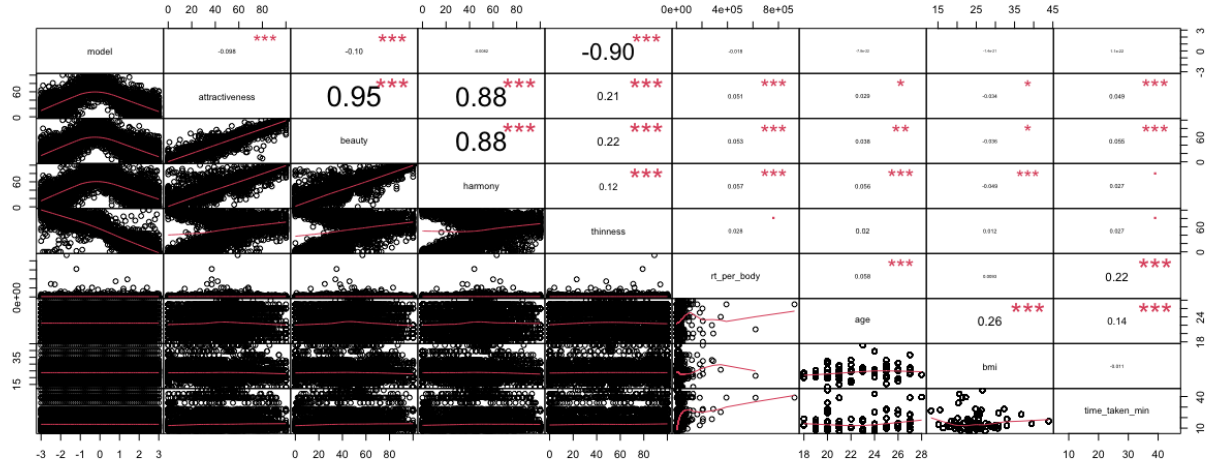 0 20 40 60 80 0 20 40 60 80 0e+00 4e+05 8e+05 15 25 35 45
model -0.098 *** -0.10 *** -0.90 *** -0.018 -3 0 2
0 60 attractiveness 0.95 *** 0.88 *** 0.21 *** 0.051 *** 0.029 * -0.034 * 0.049 ***
beauty 0.88 *** 0.22 *** 0.053 *** 0.038 ** -0.036 * 0.055 *** 0 60
0 60 harmony 0.12 *** 0.057 *** 0.056 *** -0.049 *** 0.027 .
thinness 0.028 . 0.02 0.012 0.027 . 0 60
0e+00 rt_per_body 0.058 *** 0.22 ***
age 0.26 *** 0.14 *** 18 24
15 35 bmi -0.011
time_taken_min 10 40
-3 -2 -1 0 1 2 3 0 20 40 60 80 0 20 40 60 80 18 20 22 24 26 28 10 20 30 40